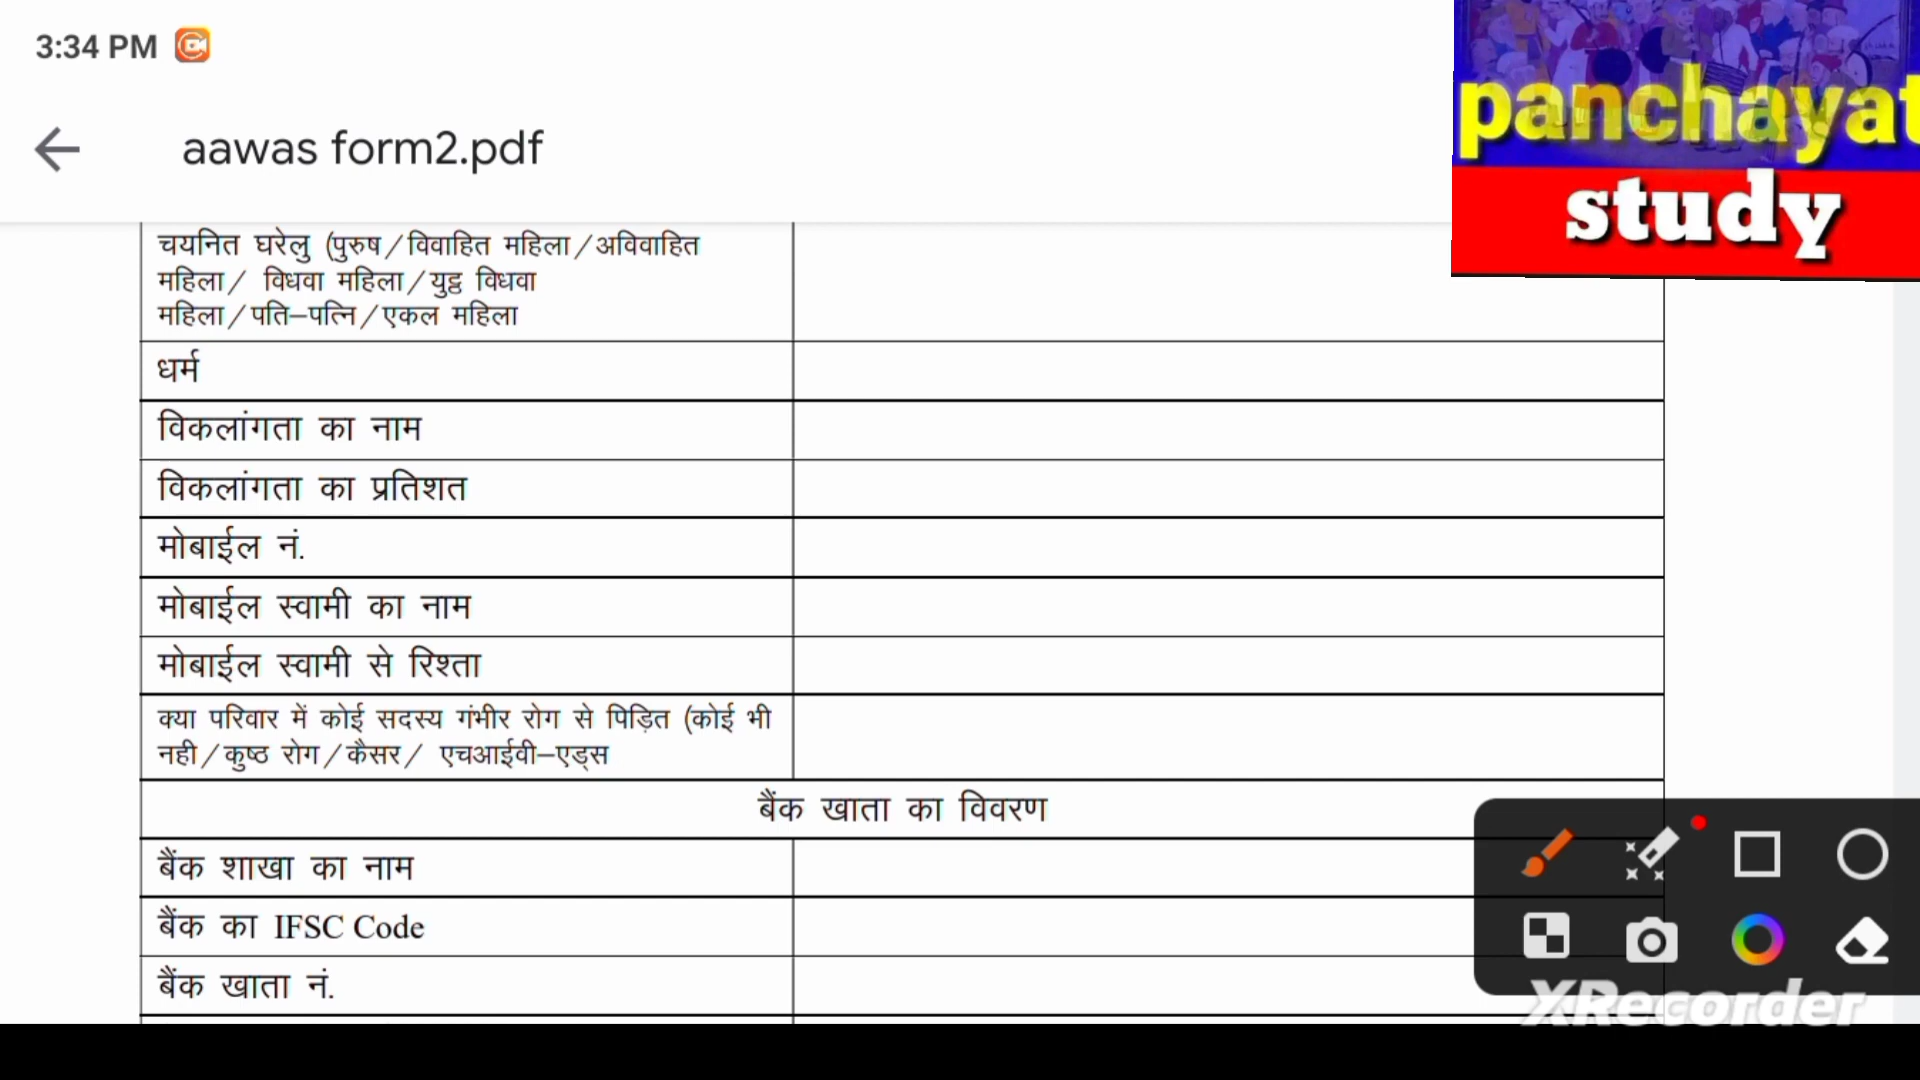 3:34 PM
aawas form2.pdf
panchayat
study
चयनित घरेलु (पुरुष/विवाहित महिला/अविवाहित
महिला/ विधवा महिला/युद्व विधवा
महिला/पति–पत्नि/एकल महिला
धर्म
विकलांगता का नाम
विकलांगता का प्रतिशत
मोबाईल नं.
मोबाईल स्वामी का नाम
मोबाईल स्वामी से रिश्ता
क्या परिवार में कोई सदस्य गंभीर रोग से पिड़ित (कोई भी
नही/कुष्ठ रोग/कैसर/ एचआईवी–एड्स
बैंक खाता का विवरण
बैंक शाखा का नाम
बैंक का IFSC Code
बैंक खाता नं.
XRecorder